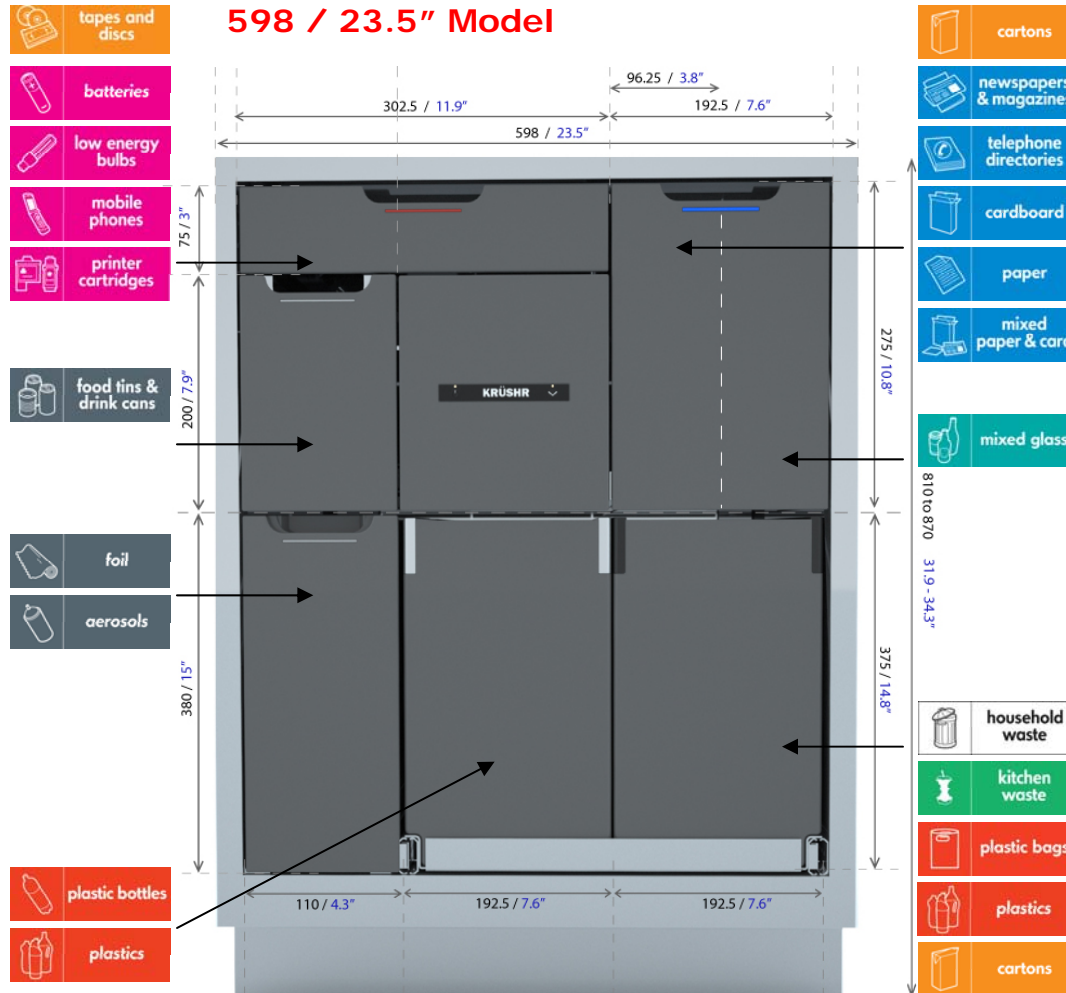 598 / 23.5” Model
tapes and
discs
batteries
low energy
bulbs
mobile
phones
printer
cartridges
food tins &
drink cans
foil
aerosols
plastic bottles
plastics
96.25 / 3.8”
302.5 / 11.9”
192.5 / 7.6”
598 / 23.5”
75 / 3”
200 / 7.9”
380 / 15”
KRÜSHR
275 / 10.8”
375 / 14.8”
810 to 870 31.9 - 34.3”
110 / 4.3”
192.5 / 7.6”
192.5 / 7.6”
cartons
newspapers
& magazines
telephone
directories
cardboard
paper
mixed
paper & card
mixed glass
household
waste
kitchen
waste
plastic bags
plastics
cartons